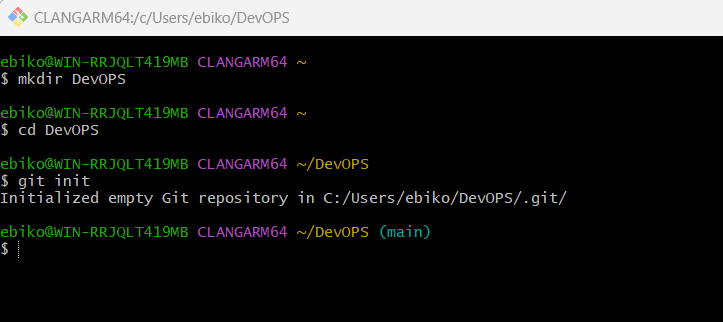 CLANGARM64:/c/Users/ebiko/DevOPS
ebiko@WIN-RRJQLT419MB CLANGARM64 ~
$ mkdir DevOPS
ebiko@WIN-RRJQLT419MB CLANGARM64 ~
$ cd DevOPS
ebiko@WIN-RRJQLT419MB CLANGARM64 ~/DevOPS
$ git init
Initialized empty Git repository in C:/Users/ebiko/DevOPS/.git/
ebiko@WIN-RRJQLT419MB CLANGARM64 ~/DevOPS (main)
$